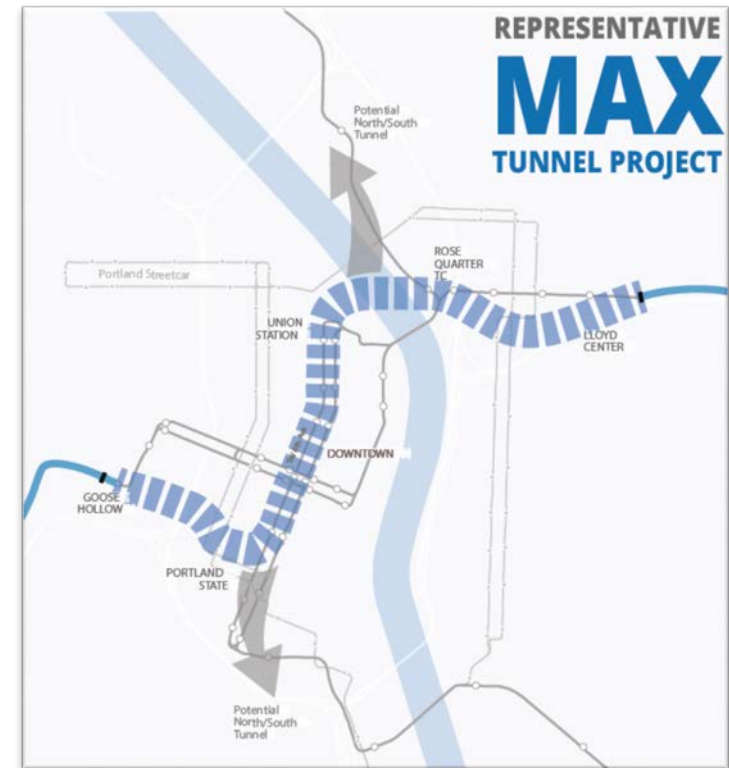 REPRESENTATIVE
MAX
TUNNEL PROJECT
Potential
North/South
Tunnel
ROSE
QUARTER
TC
Portland Streetcar
UNION
STATION
LLOYD
CENTER
DOWNTOWN
GOOSE
HOLLOW
PORTLAND
STATE
Potential
North/South
Tunnel